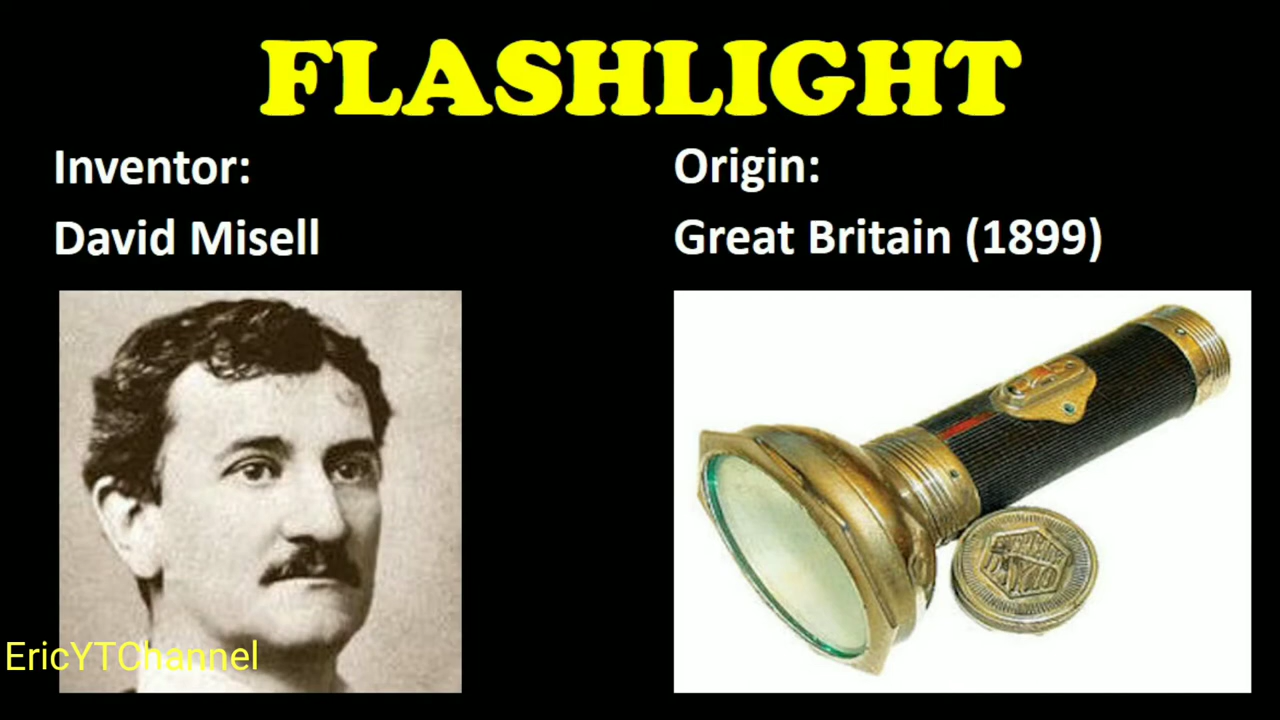 FLASHLIGHT
Inventor:
David Misell
Origin:
Great Britain (1899)
EricYTChannel